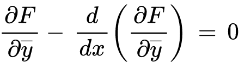 ∂F/∂y̅ − d/dx (∂F/∂y̅) = 0